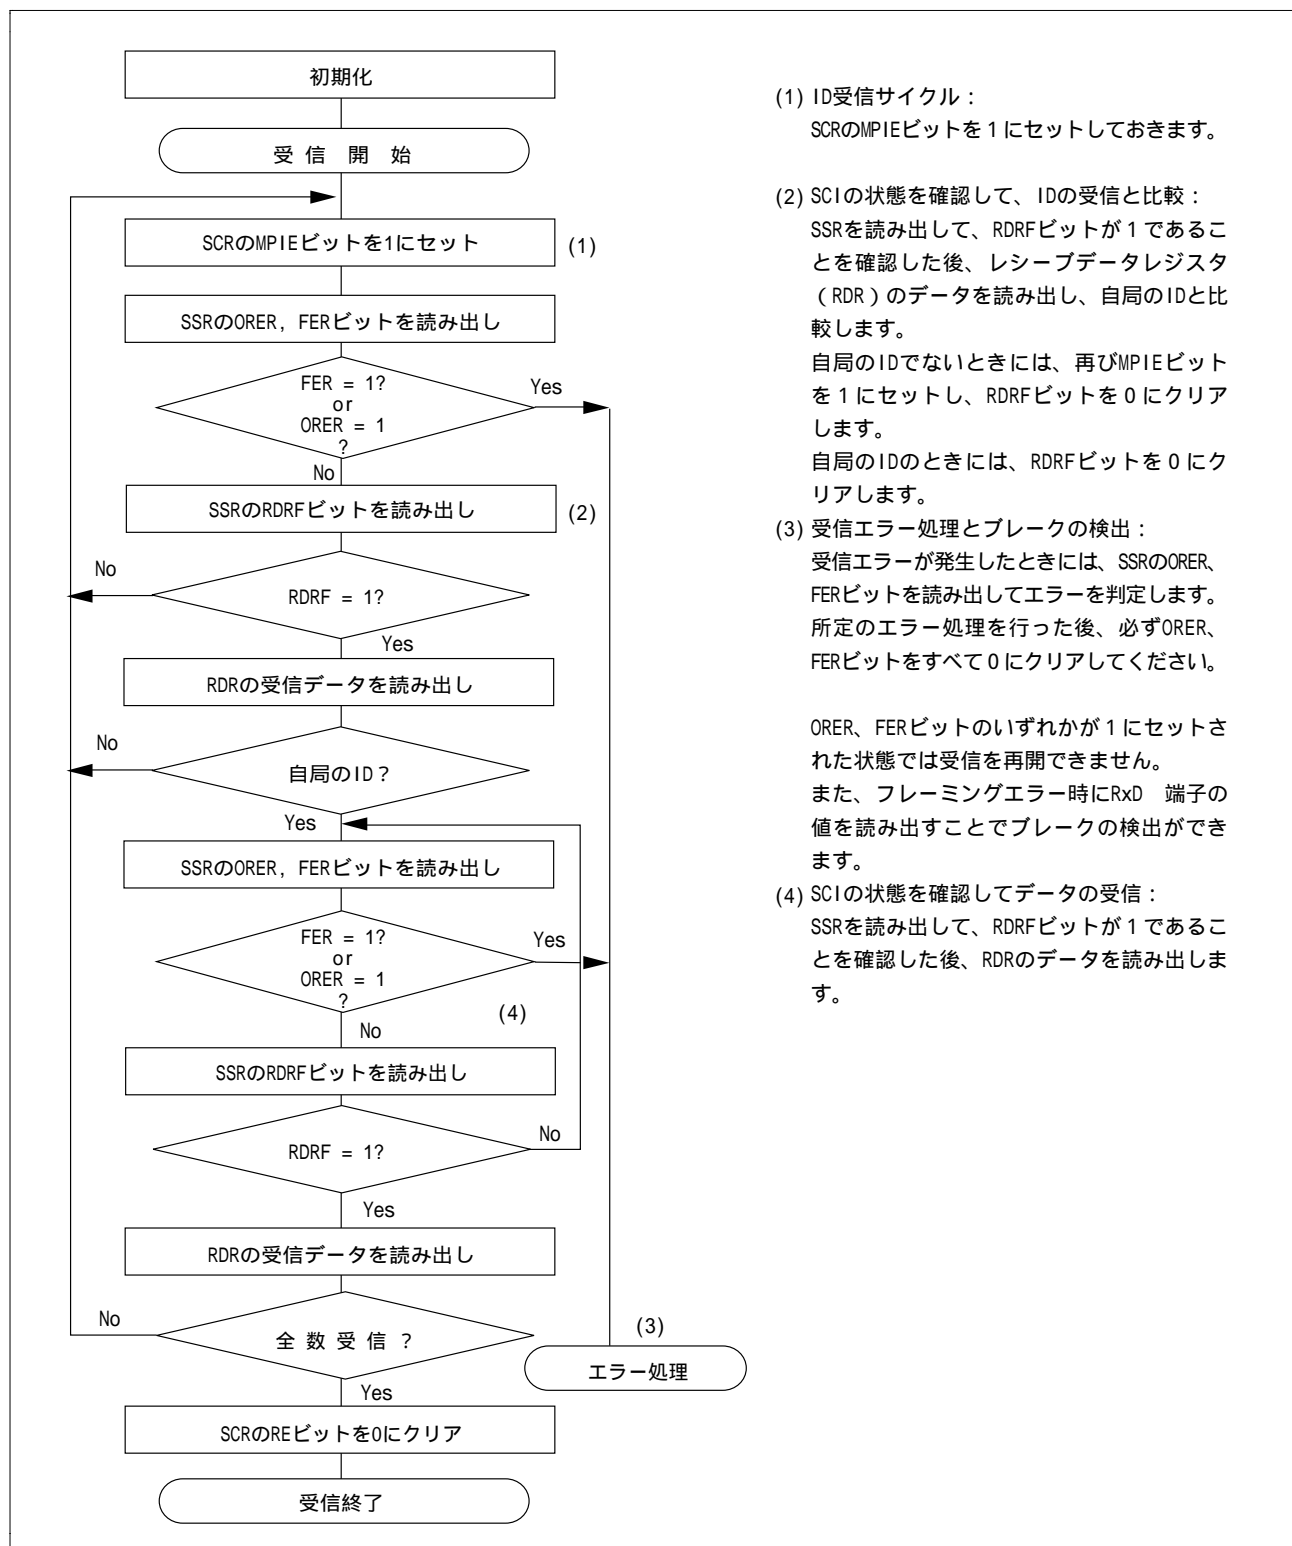 初期化
受信 開 始
SCRのMPIEビットを1にセット
(1)
SSRのORER, FERビットを読み出し
FER = 1?
or
ORER = 1
?
Yes
No
SSRのRDRFビットを読み出し
(2)
No
RDRF = 1?
Yes
RDRの受信データを読み出し
No
自局のID？
Yes
SSRのORER, FERビットを読み出し
FER = 1?
or
ORER = 1
?
Yes
(4)
No
SSRのRDRFビットを読み出し
RDRF = 1?
No
Yes
RDRの受信データを読み出し
No
全 数 受 信 ？
(3)
エラー処理
Yes
SCRのREビットを0にクリア
受信終了
(1) ID受信サイクル：
SCRのMPIEビットを１にセットしておきます。
(2) SCIの状態を確認して、IDの受信と比較：
SSRを読み出して、RDRFビットが１であるこ
とを確認した後、レシーブデータレジスタ
（RDR）のデータを読み出し、自局のIDと比
較します。
自局のIDでないときには、再びMPIEビット
を１にセットし、RDRFビットを０にクリア
します。
自局のIDのときには、RDRFビットを０にク
リアします。
(3) 受信エラー処理とブレークの検出：
受信エラーが発生したときには、SSRのORER、
FERビットを読み出してエラーを判定します。
所定のエラー処理を行った後、必ずORER、
FERビットをすべて０にクリアしてください。
ORER、FERビットのいずれかが１にセットさ
れた状態では受信を再開できません。
また、フレーミングエラー時にRxD 端子の
値を読み出すことでブレークの検出ができ
ます。
(4) SCIの状態を確認してデータの受信：
SSRを読み出して、RDRFビットが１であるこ
とを確認した後、RDRのデータを読み出しま
す。